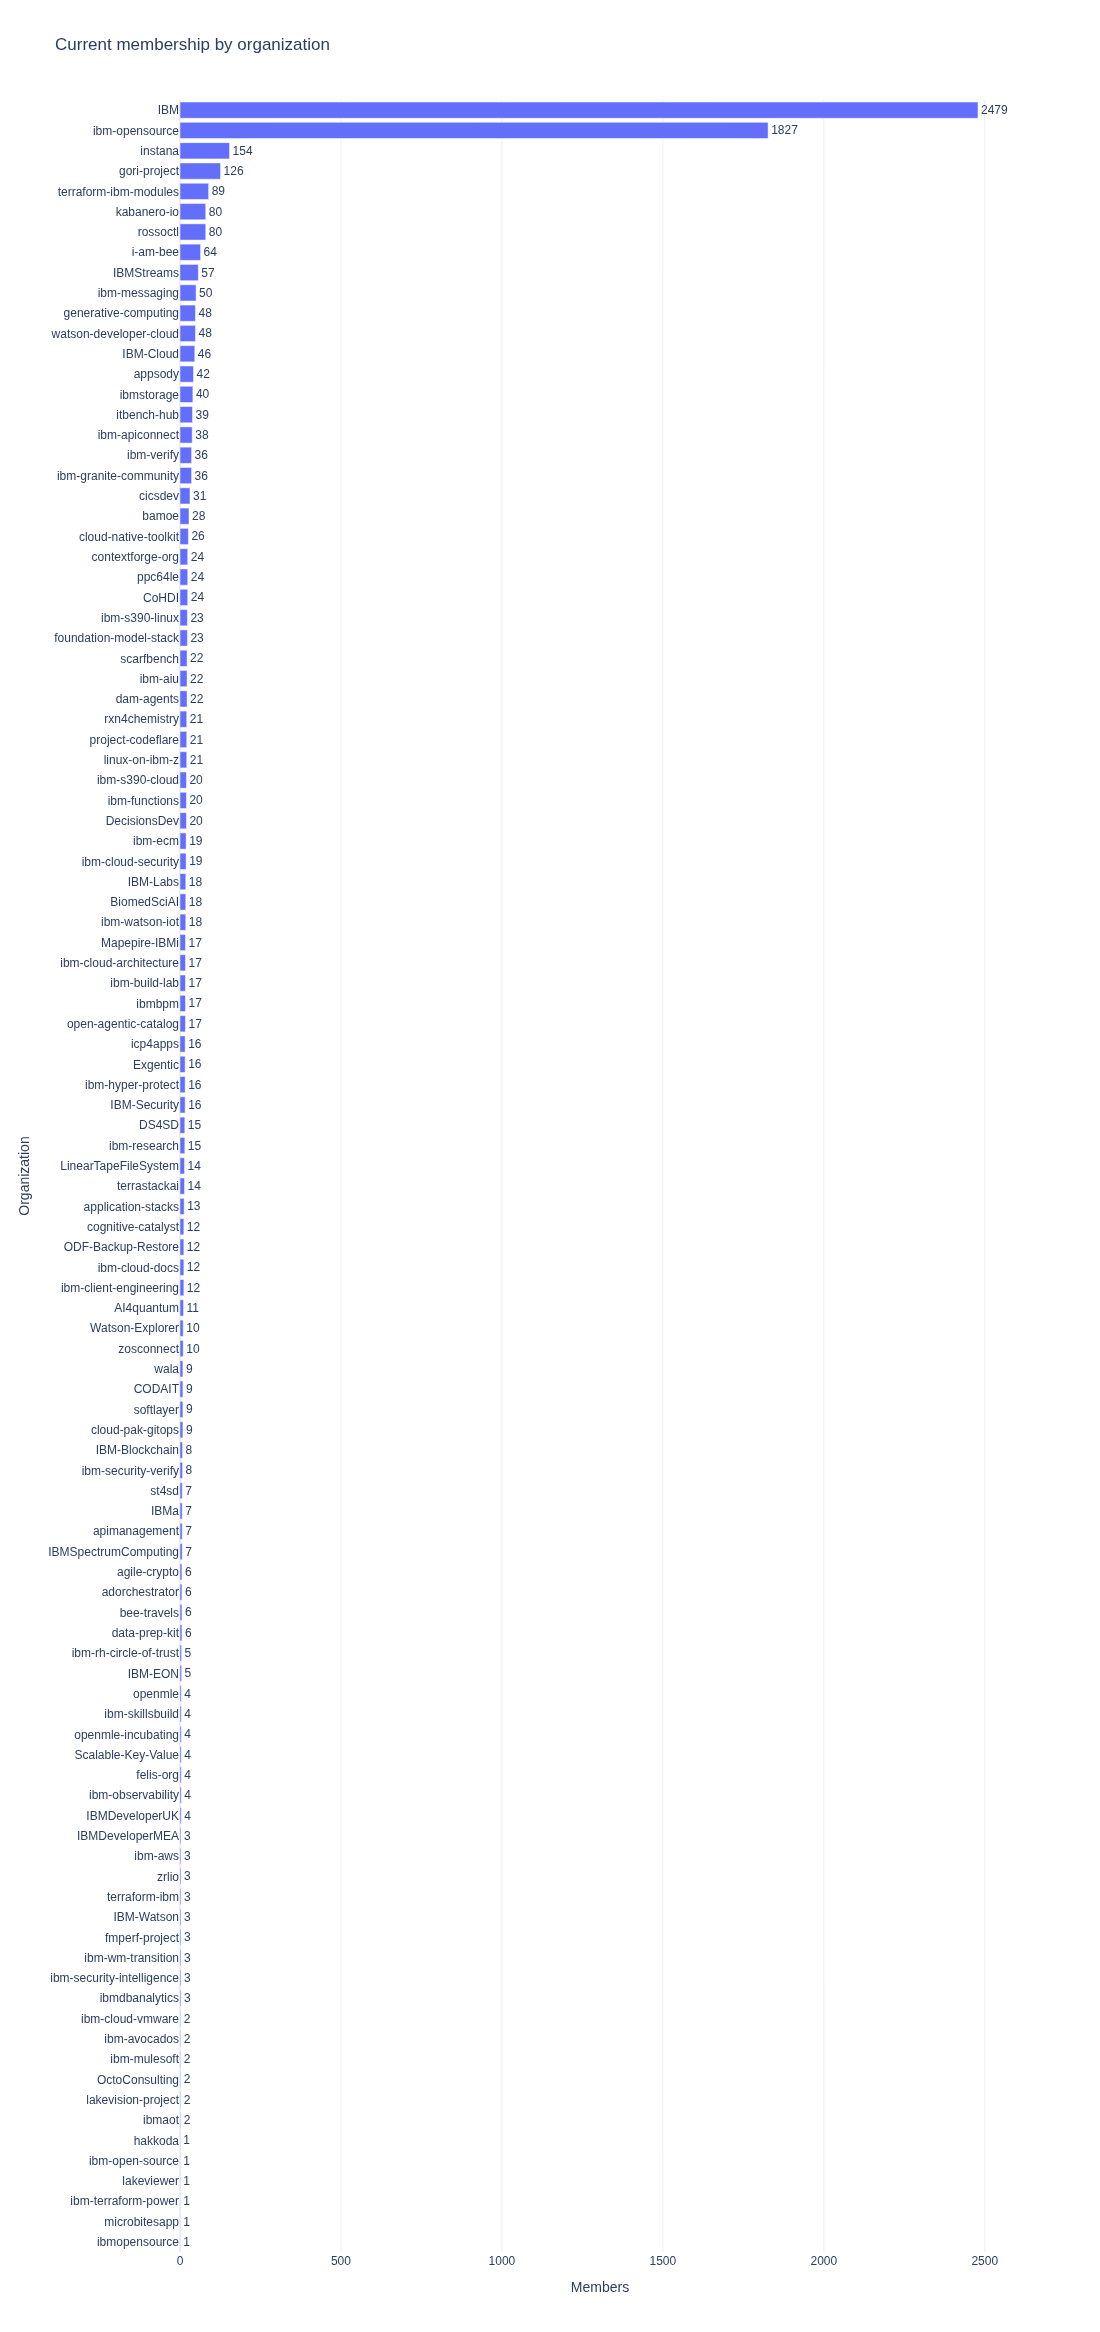 Current membership by organization
IBM 2479
ibm-opensource 1827
instana 154
gori-project 126
terraform-ibm-modules 89
kabanero-io 80
rossoctl 80
i-am-bee 64
IBMStreams 57
ibm-messaging 50
generative-computing 48
watson-developer-cloud 48
IBM-Cloud 46
appsody 42
ibmstorage 40
itbench-hub 39
ibm-apiconnect 38
ibm-verify 36
ibm-granite-community 36
cicsdev 31
bamoe 28
cloud-native-toolkit 26
contextforge-org 24
ppc64le 24
CoHDI 24
ibm-s390-linux 23
foundation-model-stack 23
scarfbench 22
ibm-aiu 22
dam-agents 22
rxn4chemistry 21
project-codeflare 21
linux-on-ibm-z 21
ibm-s390-cloud 20
ibm-functions 20
DecisionsDev 20
ibm-ecm 19
ibm-cloud-security 19
IBM-Labs 18
BiomedSciAI 18
ibm-watson-iot 18
Mapepire-IBMi 17
ibm-cloud-architecture 17
ibm-build-lab 17
ibmbpm 17
open-agentic-catalog 17
icp4apps 16
Exgentic 16
ibm-hyper-protect 16
IBM-Security 16
DS4SD 15
ibm-research 15
LinearTapeFileSystem 14
terrastackai 14
application-stacks 13
cognitive-catalyst 12
ODF-Backup-Restore 12
ibm-cloud-docs 12
ibm-client-engineering 12
AI4quantum 11
Watson-Explorer 10
zosconnect 10
wala 9
CODAIT 9
softlayer 9
cloud-pak-gitops 9
IBM-Blockchain 8
ibm-security-verify 8
st4sd 7
IBMa 7
apimanagement 7
IBMSpectrumComputing 7
agile-crypto 6
adorchestrator 6
bee-travels 6
data-prep-kit 6
ibm-rh-circle-of-trust 5
IBM-EON 5
openmle 4
ibm-skillsbuild 4
openmle-incubating 4
Scalable-Key-Value 4
felis-org 4
ibm-observability 4
IBMDeveloperUK 4
IBMDeveloperMEA 3
ibm-aws 3
zrlio 3
terraform-ibm 3
IBM-Watson 3
fmperf-project 3
ibm-wm-transition 3
ibm-security-intelligence 3
ibmdbanalytics 3
ibm-cloud-vmware 2
ibm-avocados 2
ibm-mulesoft 2
OctoConsulting 2
lakevision-project 2
ibmaot 2
hakkoda 1
ibm-open-source 1
lakeviewer 1
ibm-terraform-power 1
microbitesapp 1
ibmopensource 1
0 500 1000 1500 2000 2500
Members
Organization